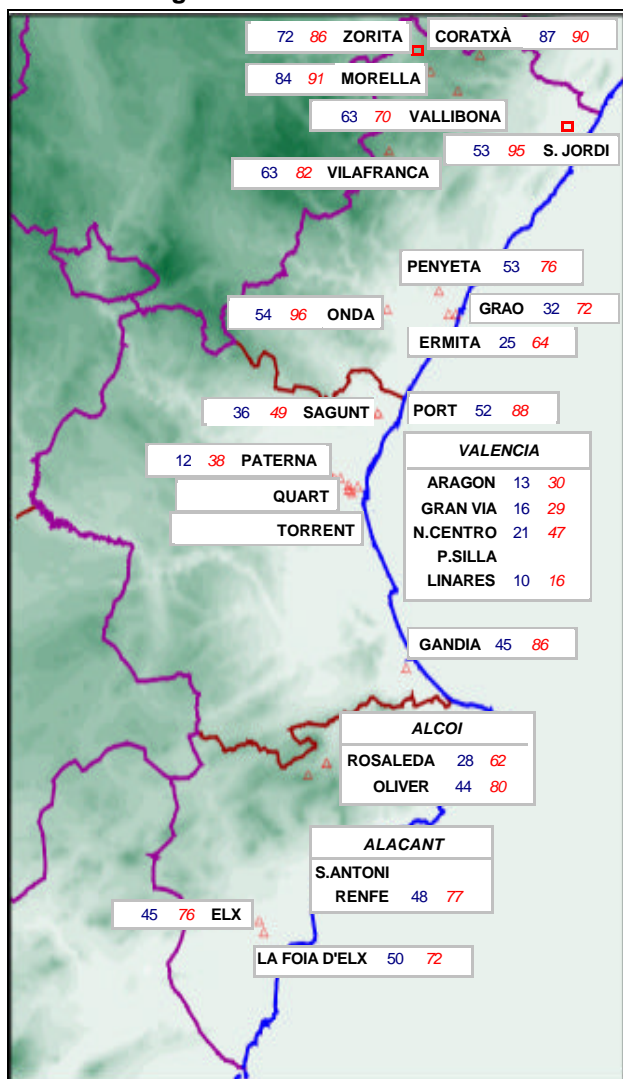 72 86 ZORITA
CORATXÀ 87 90
84 91 MORELLA
63 70 VALLIBONA
53 95 S. JORDI
63 82 VILAFRANCA
PENYETA 53 76
54 96 ONDA
GRAO 32 72
ERMITA 25 64
36 49 SAGUNT
PORT 52 88
12 38 PATERNA
QUART
TORRENT
VALENCIA
ARAGON 13 30
GRAN VIA 16 29
N.CENTRO 21 47
P.SILLA
LINARES 10 16
GANDIA 45 86
ALCOI
ROSALEDA 28 62
OLIVER 44 80
ALACANT
S.ANTONI
RENFE 48 77
45 76 ELX
LA FOIA D'ELX 50 72